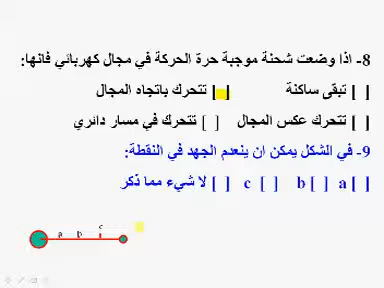 8- اذا وضعت شحنة موجبة حرة الحركة في مجال كهربائي فانها:
[ ] تبقى ساكنة [ ] تتحرك باتجاه المجال
[ ] تتحرك عكس المجال [ ] تتحرك في مسار دائري
9- في الشكل يمكن ان ينعدم الجهد في النقطة:
[ ] a [ ] b [ ] c [ ] لا شيء مما ذكر
a b c